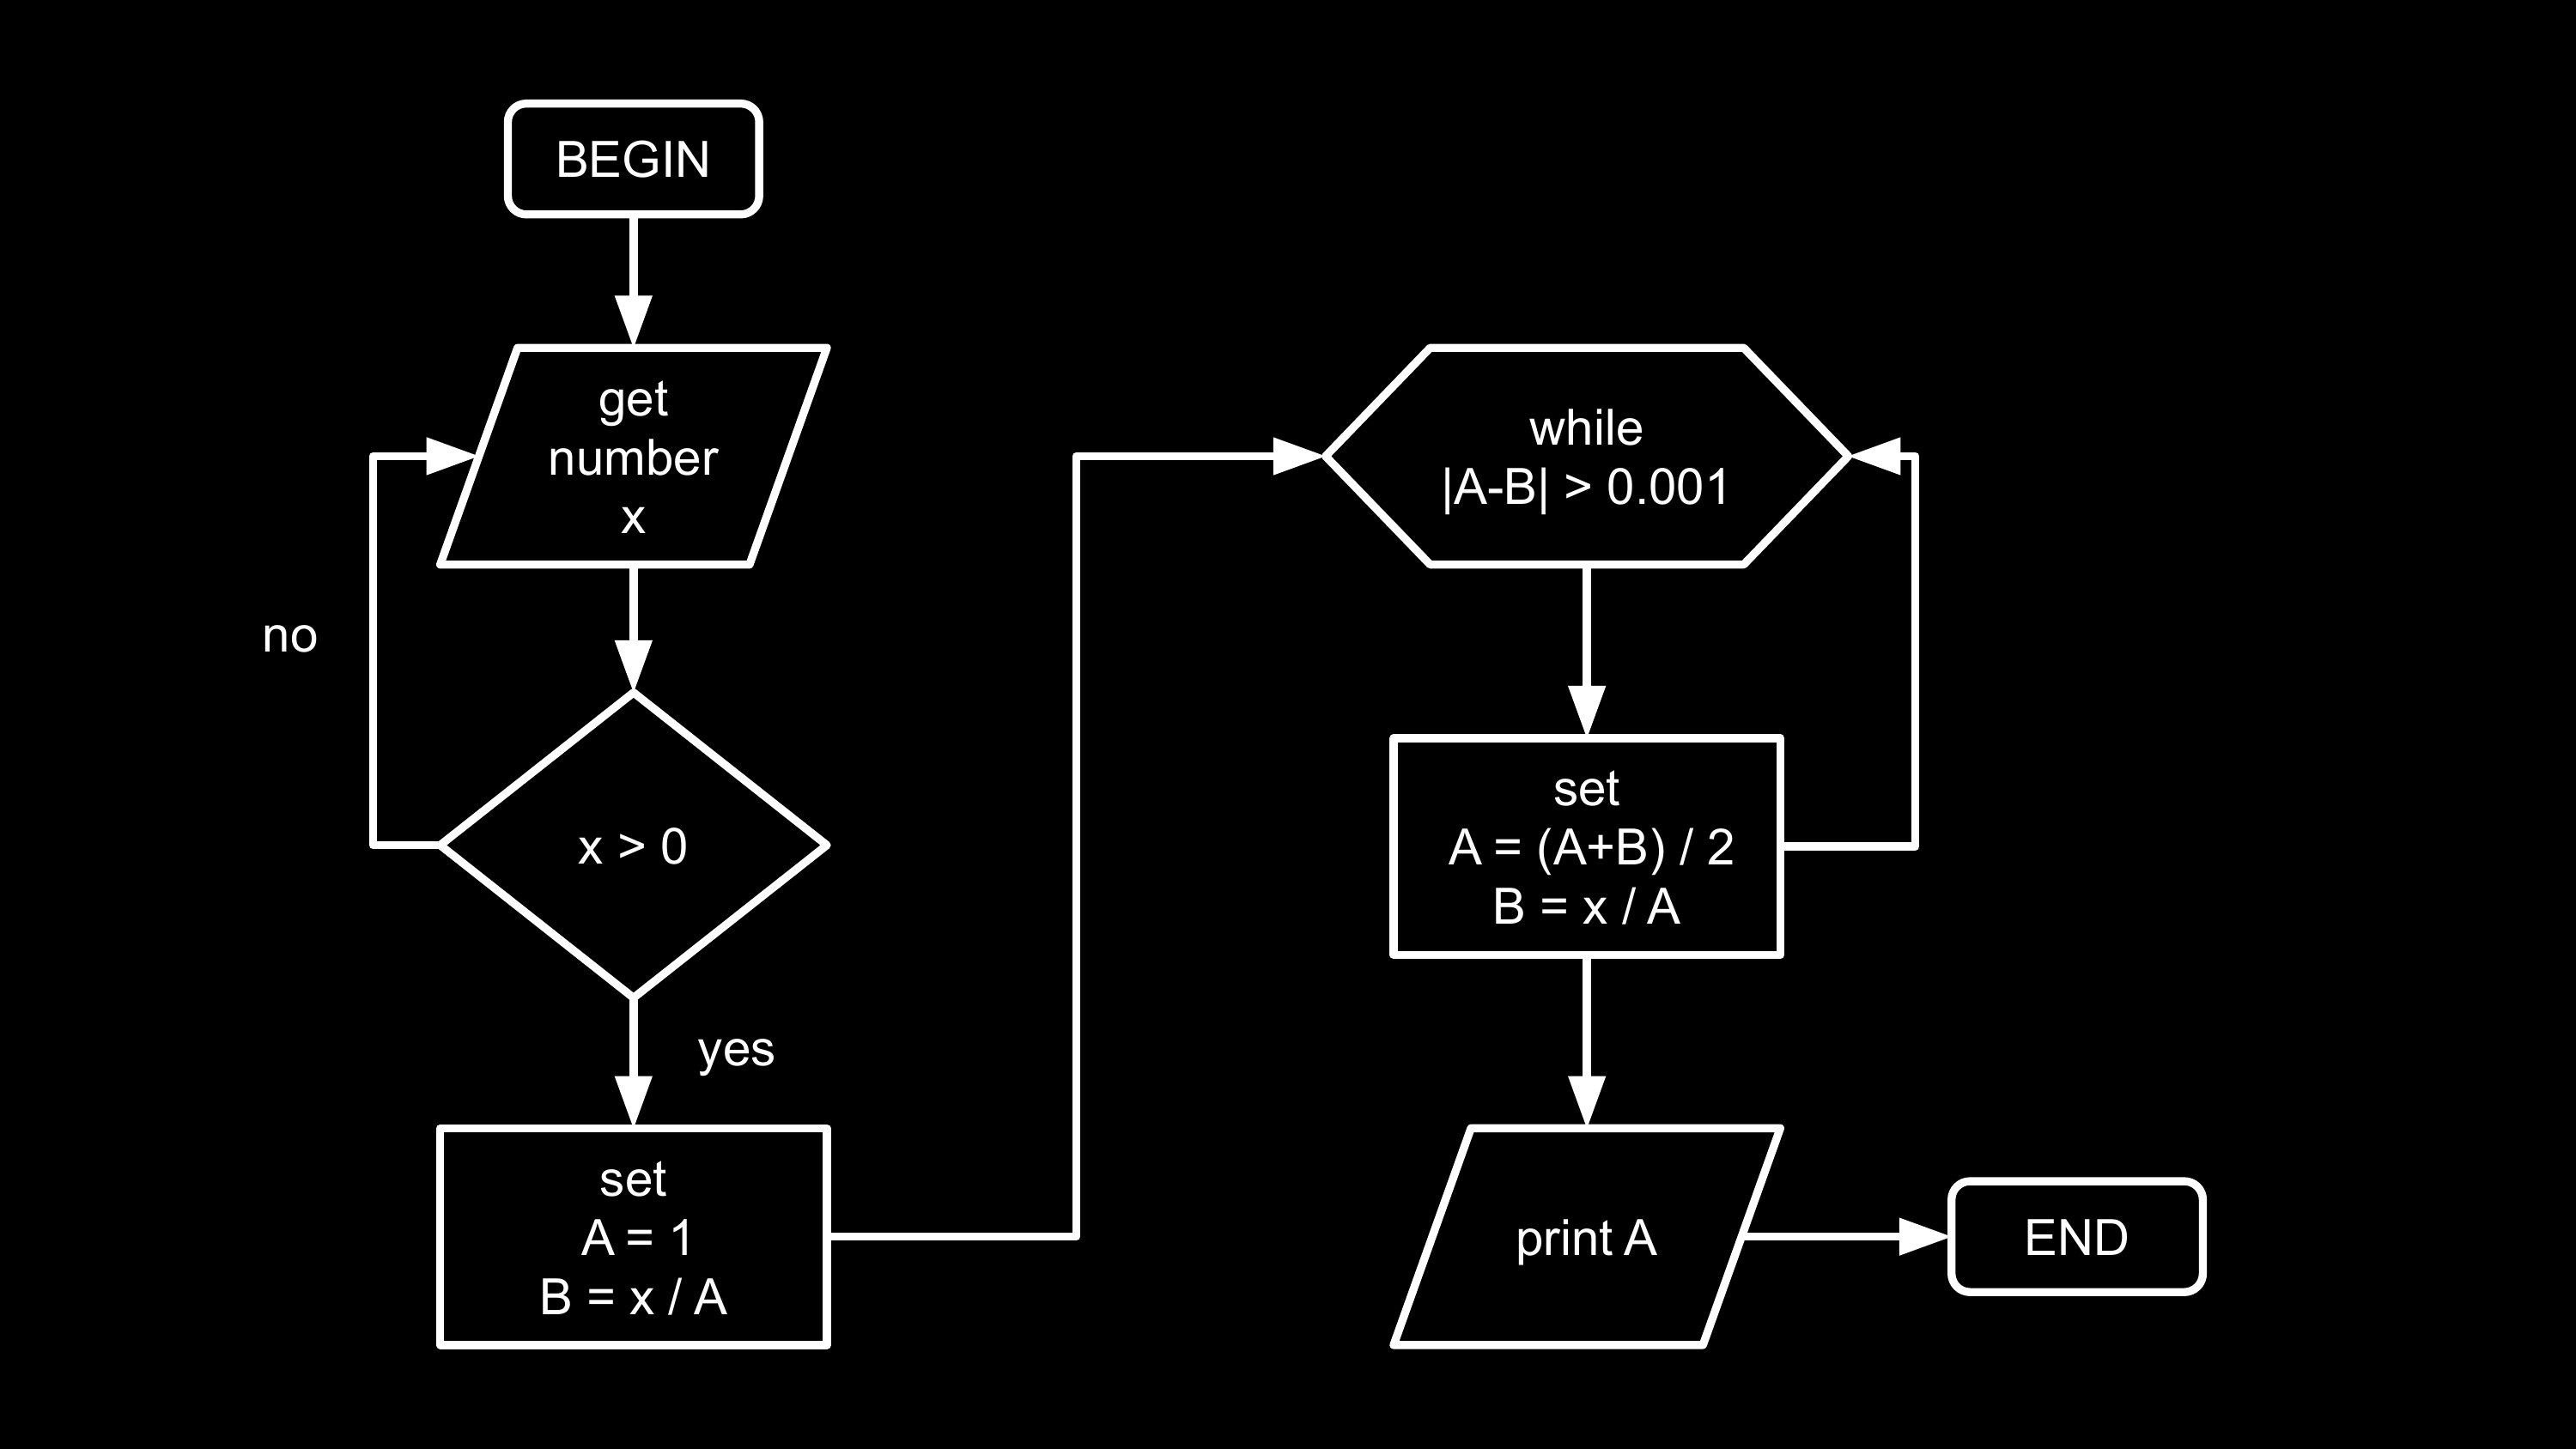 BEGIN
get
number
x
no
x > 0
yes
set
A = 1
B = x / A
while
|A-B| > 0.001
set
A = (A+B) / 2
B = x / A
print A
END